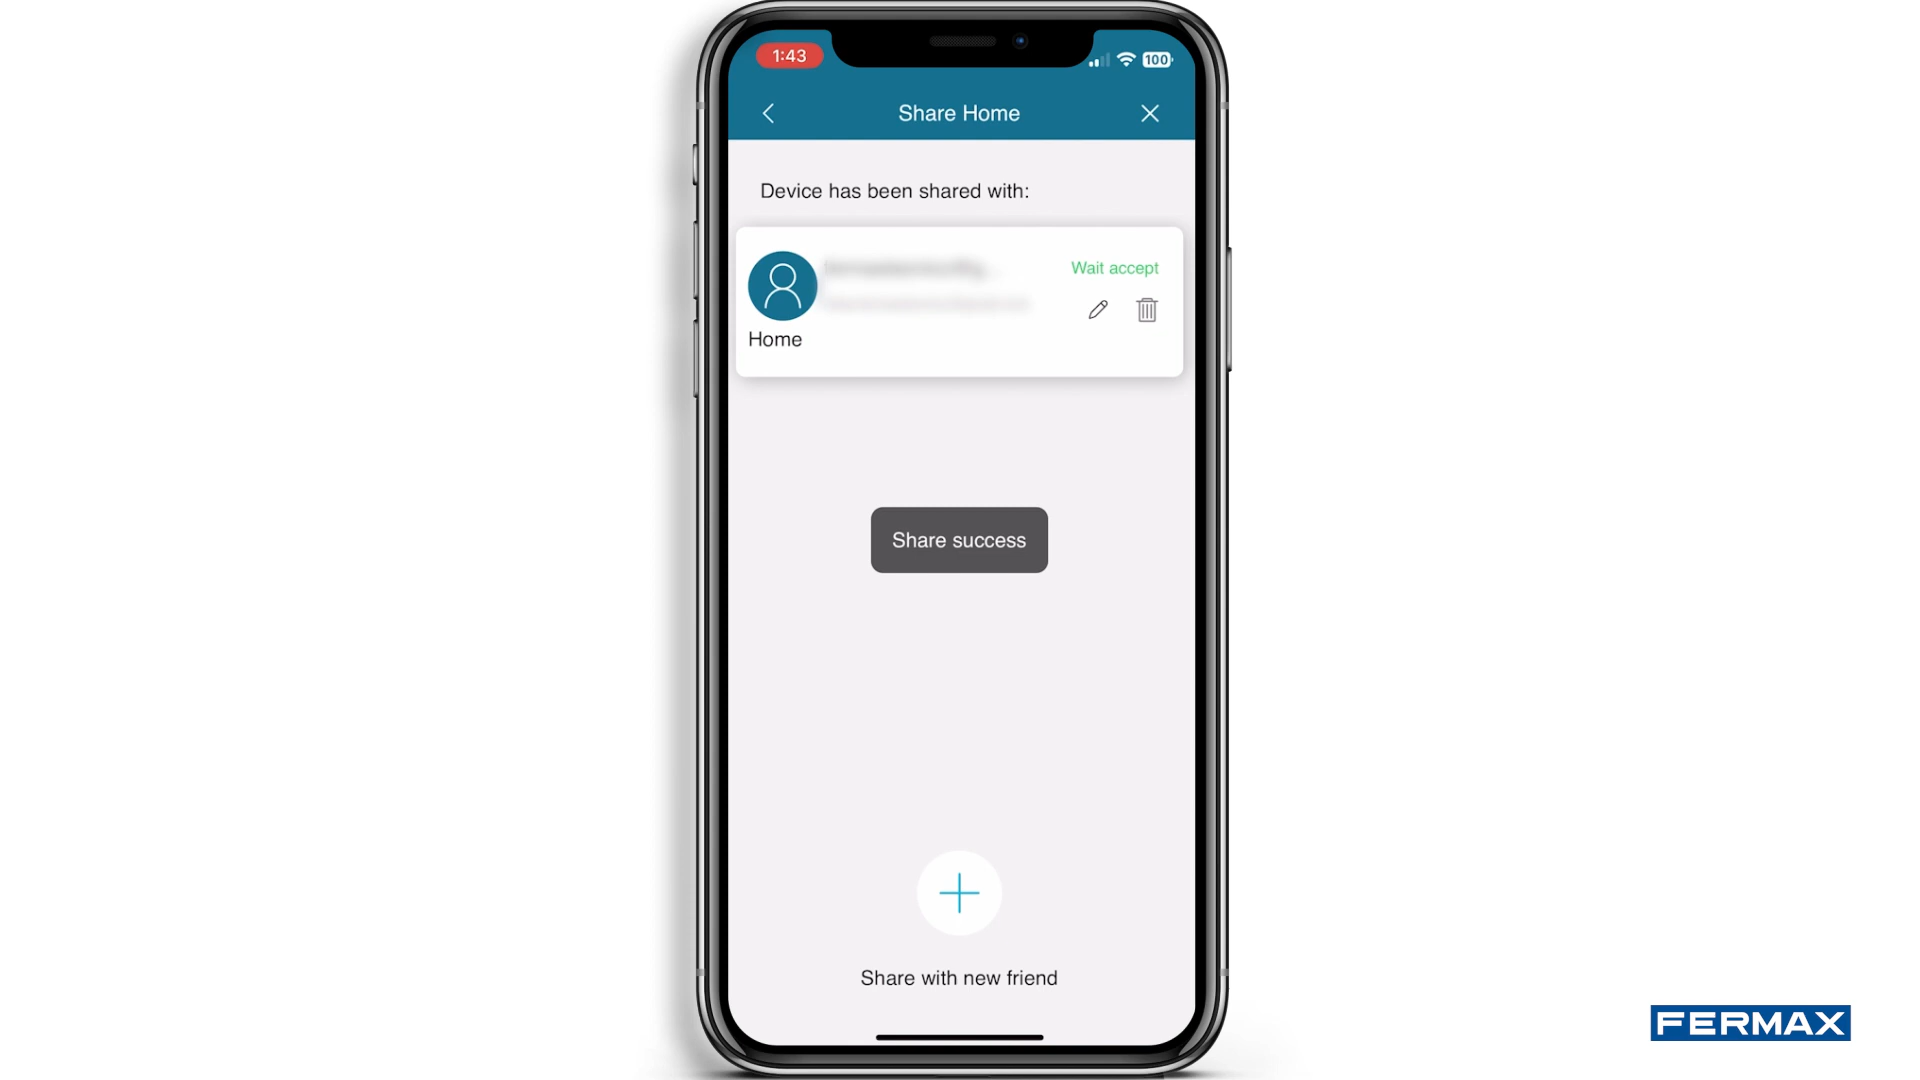 1:43
100
Share Home
Device has been shared with:
Wait accept
Home
Share success
Share with new friend
FERMAX